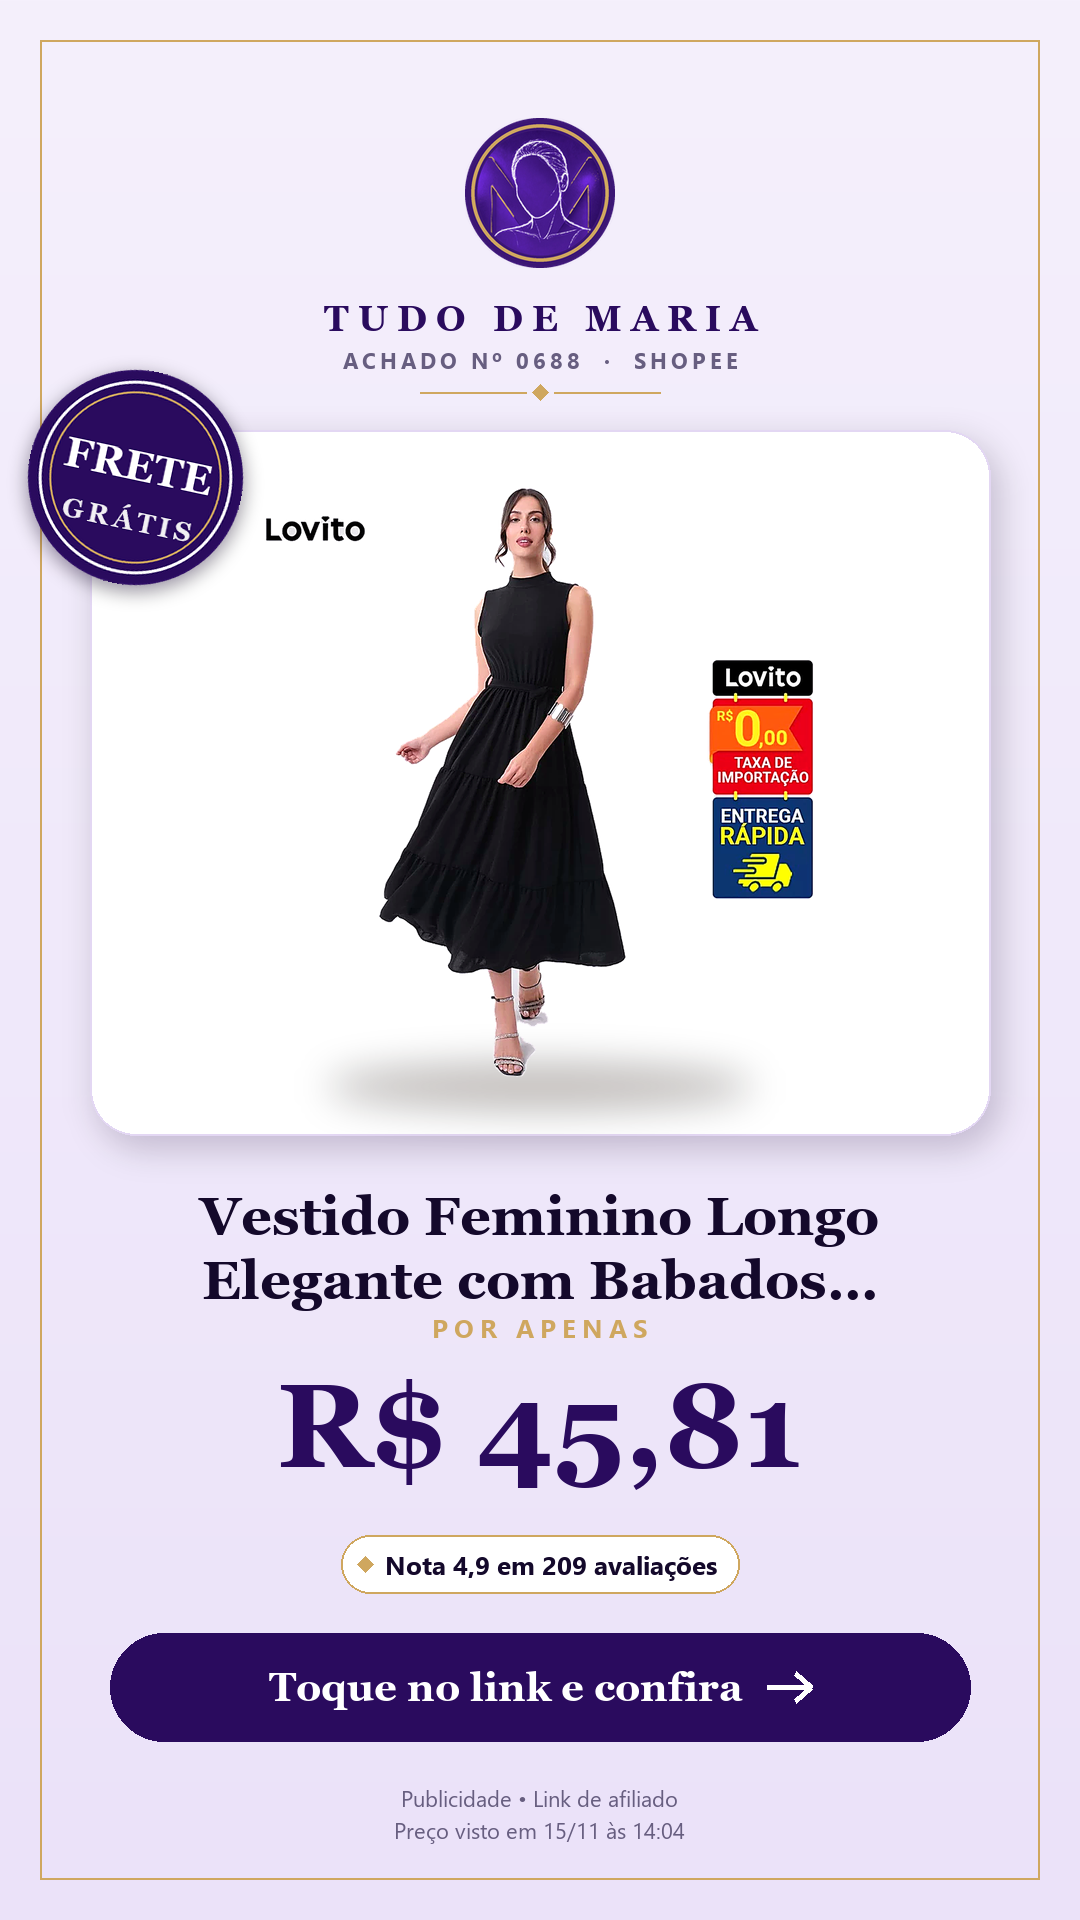 TUDO DE MARIA
ACHADO Nº 0688 · SHOPEE
FRETE
GRÁTIS
Lovito
Lovito
R$ 0,00
TAXA DE
IMPORTAÇÃO
ENTREGA
RÁPIDA
Vestido Feminino Longo
Elegante com Babados...
POR APENAS
R$ 45,81
Nota 4,9 em 209 avaliações
Toque no link e confira →
Publicidade • Link de afiliado
Preço visto em 15/11 às 14:04